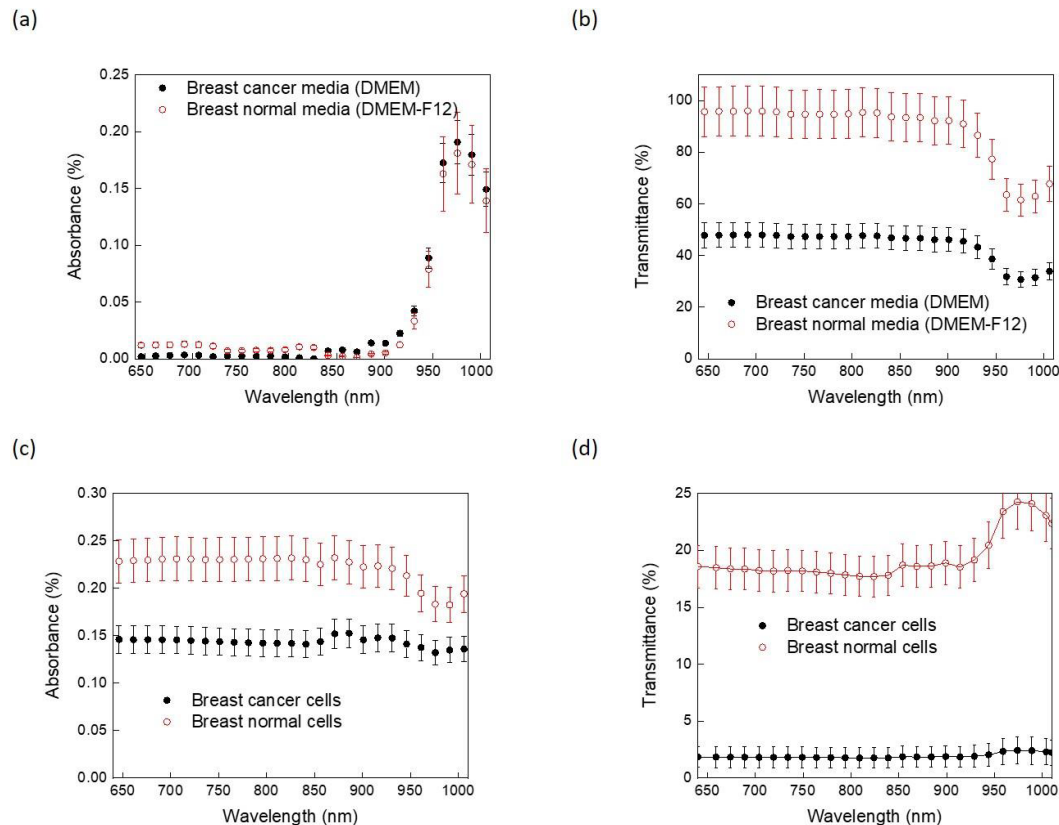 (a)
(b)
0.25
0.20
0.15
0.10
0.05
0.00
Absorbance (%)
Breast cancer media (DMEM)
Breast normal media (DMEM-F12)
650 700 750 800 850 900 950 1000
Wavelength (nm)
100
80
60
40
20
0
Transmittance (%)
Breast cancer media (DMEM)
Breast normal media (DMEM-F12)
650 700 750 800 850 900 950 1000
Wavelength (nm)
(c)
(d)
0.30
0.25
0.20
0.15
0.10
0.05
0.00
Absorbance (%)
Breast cancer cells
Breast normal cells
650 700 750 800 850 900 950 1000
Wavelength (nm)
25
20
15
10
5
0
Transmittance (%)
Breast cancer cells
Breast normal cells
650 700 750 800 850 900 950 1000
Wavelength (nm)